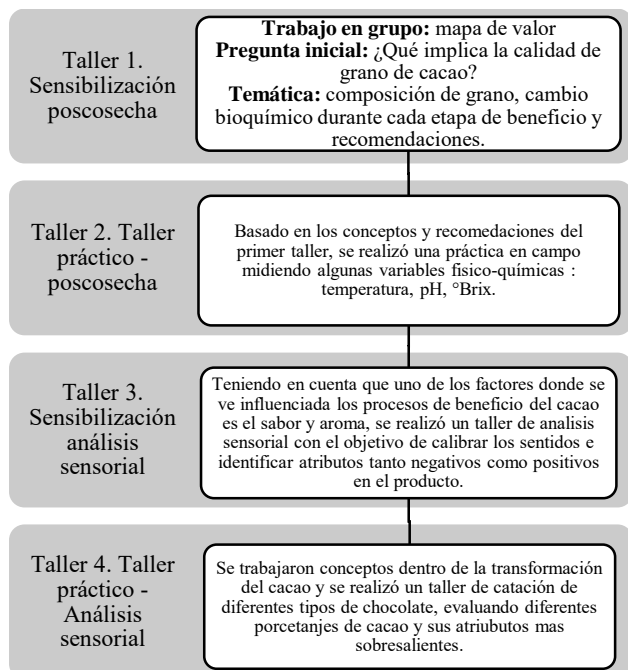 Taller 1.
Sensibilización
poscosecha
Trabajo en grupo: mapa de valor
Pregunta inicial: ¿Qué implica la calidad de
grano de cacao?
Temática: composición de grano, cambio
bioquímico durante cada etapa de beneficio y
recomendaciones.
Taller 2. Taller
práctico -
poscosecha
Basado en los conceptos y recomedaciones del
primer taller, se realizó una práctica en campo
midiendo algunas variables fisico-químicas :
temperatura, pH, °Brix.
Taller 3.
Sensibilización
análisis
sensorial
Teniendo en cuenta que uno de los factores donde se
ve influenciada los procesos de beneficio del cacao
es el sabor y aroma, se realizó un taller de analisis
sensorial con el objetivo de calibrar los sentidos e
identificar atributos tanto negativos como positivos
en el producto.
Taller 4. Taller
práctico -
Análisis
sensorial
Se trabajaron conceptos dentro de la transformación
del cacao y se realizó un taller de catación de
diferentes tipos de chocolate, evaluando diferentes
porcetanjes de cacao y sus atriubutos mas
sobresalientes.